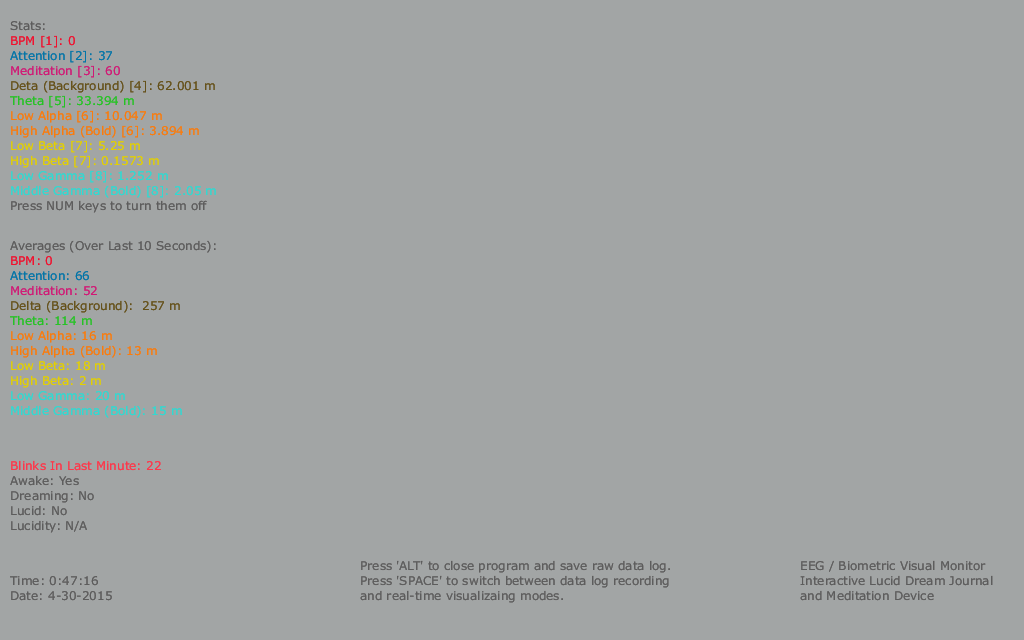 Stats:
BPM [1]: 0
Attention [2]: 37
Meditation [3]: 60
Deta (Background) [4]: 62.001 m
Theta [5]: 33.394 m
Low Alpha [6]: 10.047 m
High Alpha (Bold) [6]: 3.894 m
Low Beta [7]: 5.25 m
High Beta [7]: 0.1573 m
Low Gamma
Middle Gamma (Bold) [8]: 2.05 m
Press NUM keys to turn them off
Averages (Over Last 10 Seconds):
BPM: 0
Attention: 66
Meditation: 52
Delta (Background):  257 m
Theta: 114 m
Low Alpha: 16 m
High Alpha (Bold): 13 m
Low Beta: 18 m
High Beta: 2 m
Low Gamma: 20 m
Middle Gamma (Bold): 15 m
Blinks In Last Minute: 22
Awake: Yes
Dreaming: No
Lucid: No
Lucidity: N/A
Time: 0:47:16
Date: 4-30-2015
Press 'ALT' to close program and save raw data log.
Press 'SPACE' to switch between data log recording
and real-time visualizaing modes.
EEG / Biometric Visual Monitor
Interactive Lucid Dream Journal
and Meditation Device